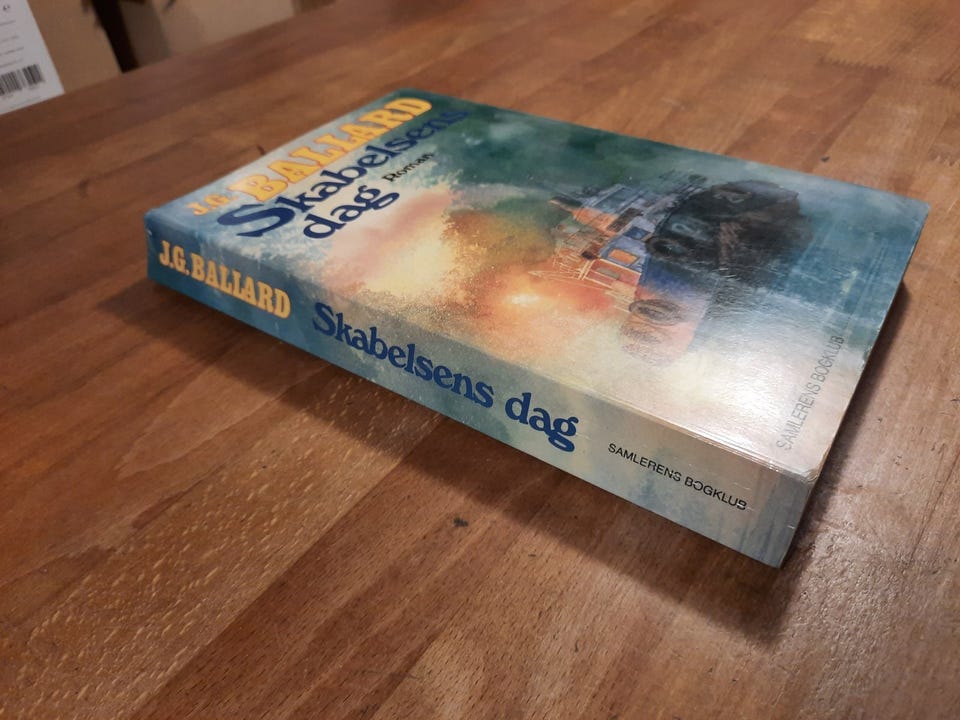 J.G. BALLARD
Skabelsens
dag
Roman
SAMLERENS BOGKLUB
J.G. BALLARD
Skabelsens dag
SAMLERENS BOGKLUB